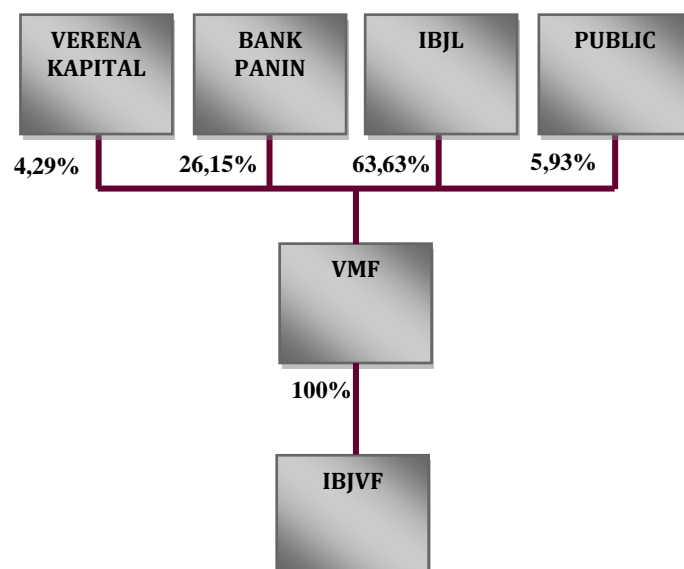 VERENA
KAPITAL
BANK
PANIN
IBJL
PUBLIC
4,29%
26,15%
63,63%
5,93%
VMF
100%
IBJVF